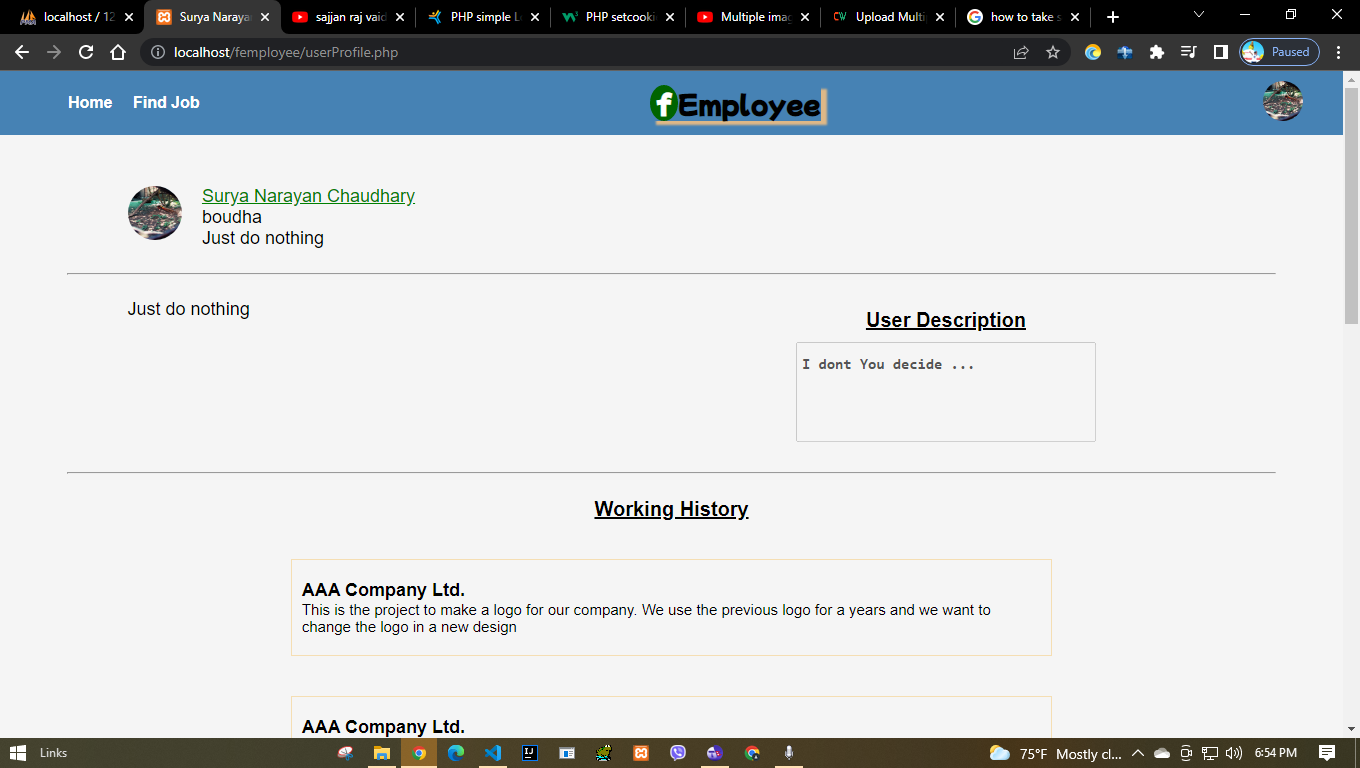 localhost / 12
Surya Naraya
sajjan raj vaid
PHP simple L
PHP setcooki
Multiple imag
Upload Multi
how to take s
localhost/femployee/userProfile.php
Paused
Home
Find Job
fEmployee
Surya Narayan Chaudhary
boudha
Just do nothing
Just do nothing
User Description
I dont You decide ...
Working History
AAA Company Ltd.
This is the project to make a logo for our company. We use the previous logo for a years and we want to
change the logo in a new design
AAA Company Ltd.
Links
75°F Mostly cl...
6:54 PM